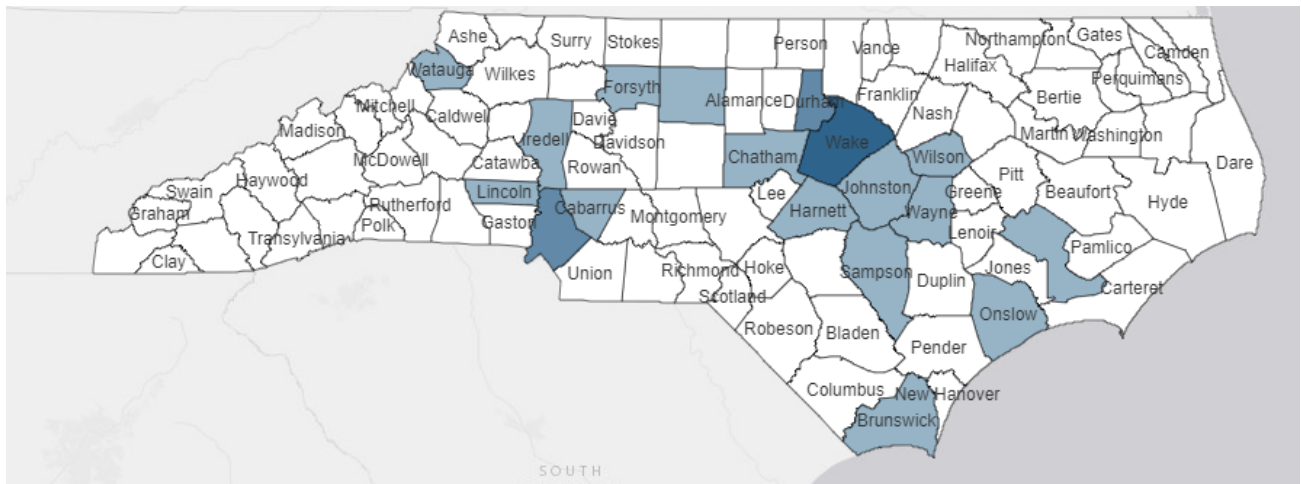 Ashe
Surry
Stokes
Person
Vance
Northampton
Gates
Camden
Watauga
Wilkes
Forsyth
Alamance
Durham
Franklin
Halifax
Bertie
Perquimans
Mitchell
Caldwell
Iredell
Davie
Davidson
Nash
Martin
Washington
Madison
McDowell
Catawba
Rowan
Chatham
Wake
Wilson
Pitt
Dare
Swain
Haywood
Lincoln
Cabarrus
Lee
Johnston
Greene
Beaufort
Hyde
Graham
Rutherford
Polk
Gaston
Montgomery
Harnett
Wayne
Lenoir
Pamlico
Transylvania
Clay
Union
Richmond
Hoke
Sampson
Duplin
Jones
Carteret
Scotland
Robeson
Bladen
Onslow
Pender
Columbus
New Hanover
Brunswick
SOUTH